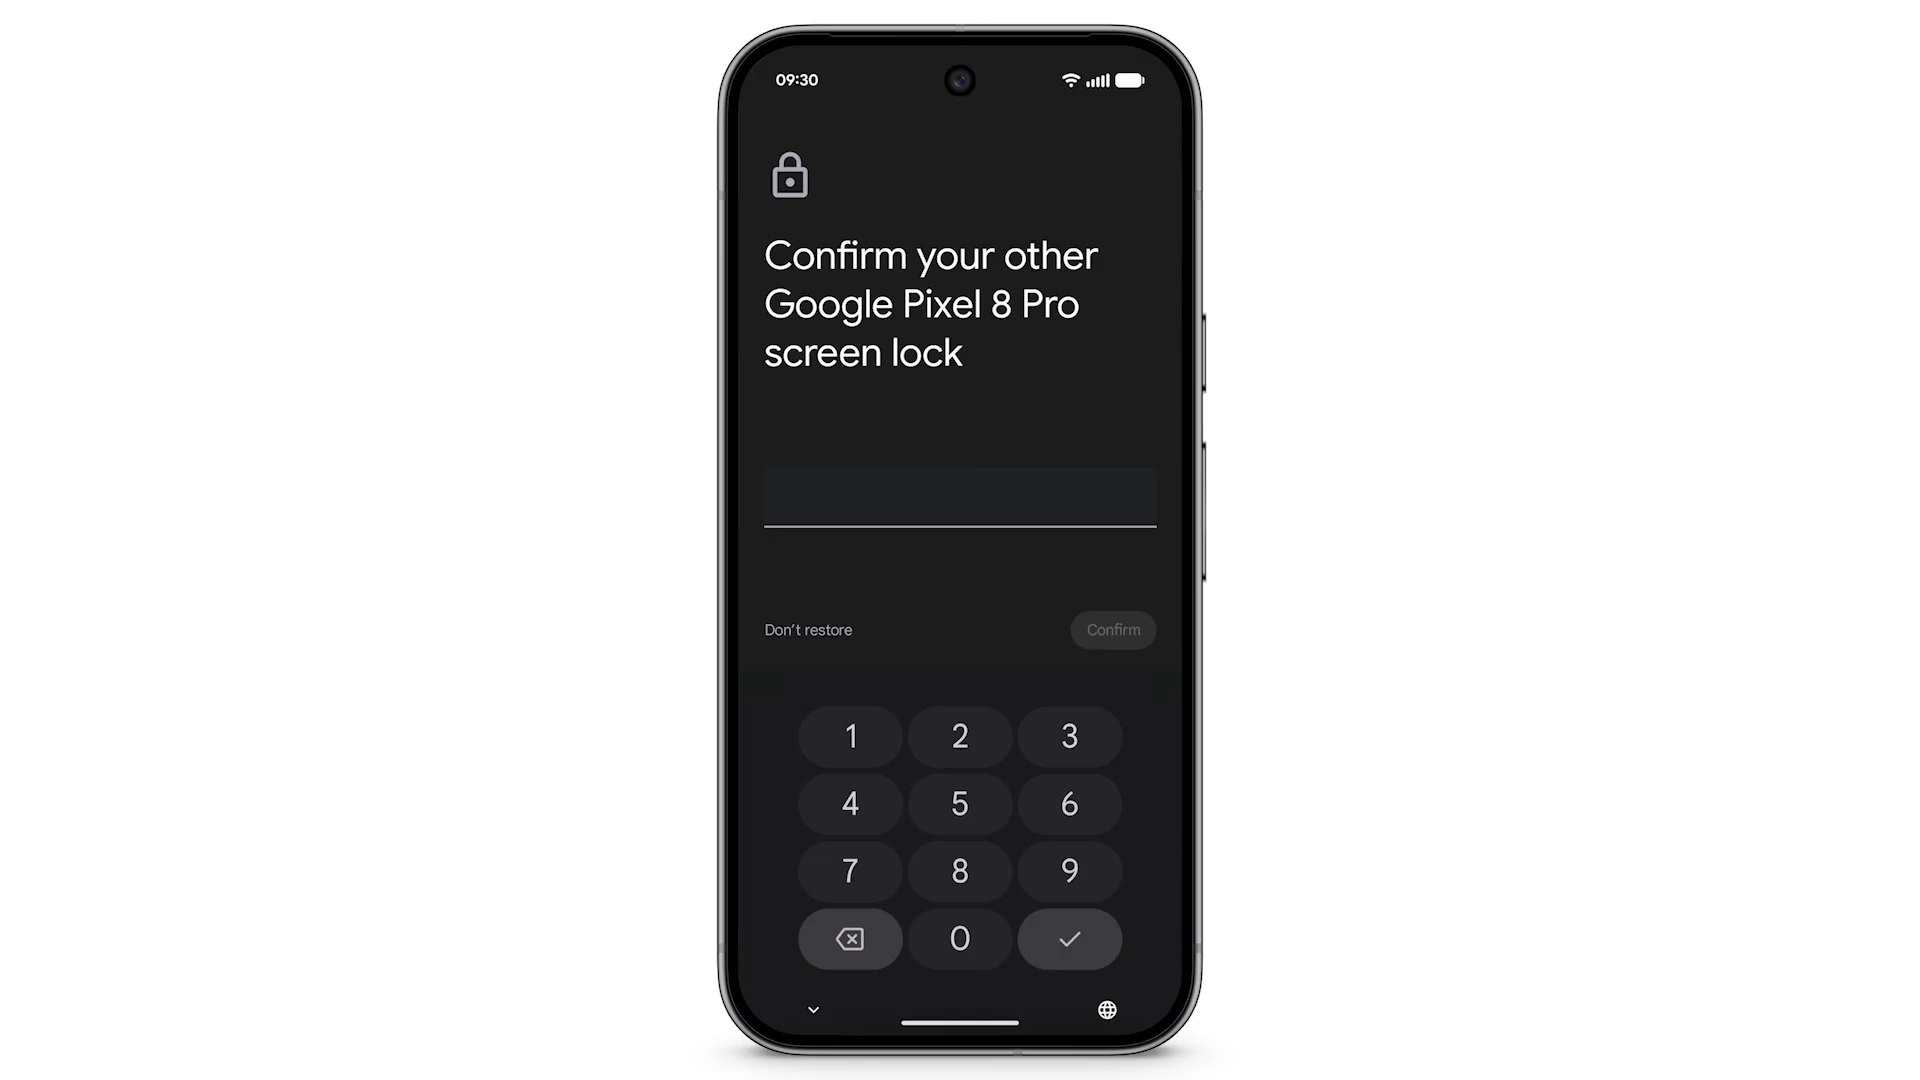 09:30
Confirm your other
Google Pixel 8 Pro
screen lock
Don't restore
Confirm
1 2 3
4 5 6
7 8 9
0